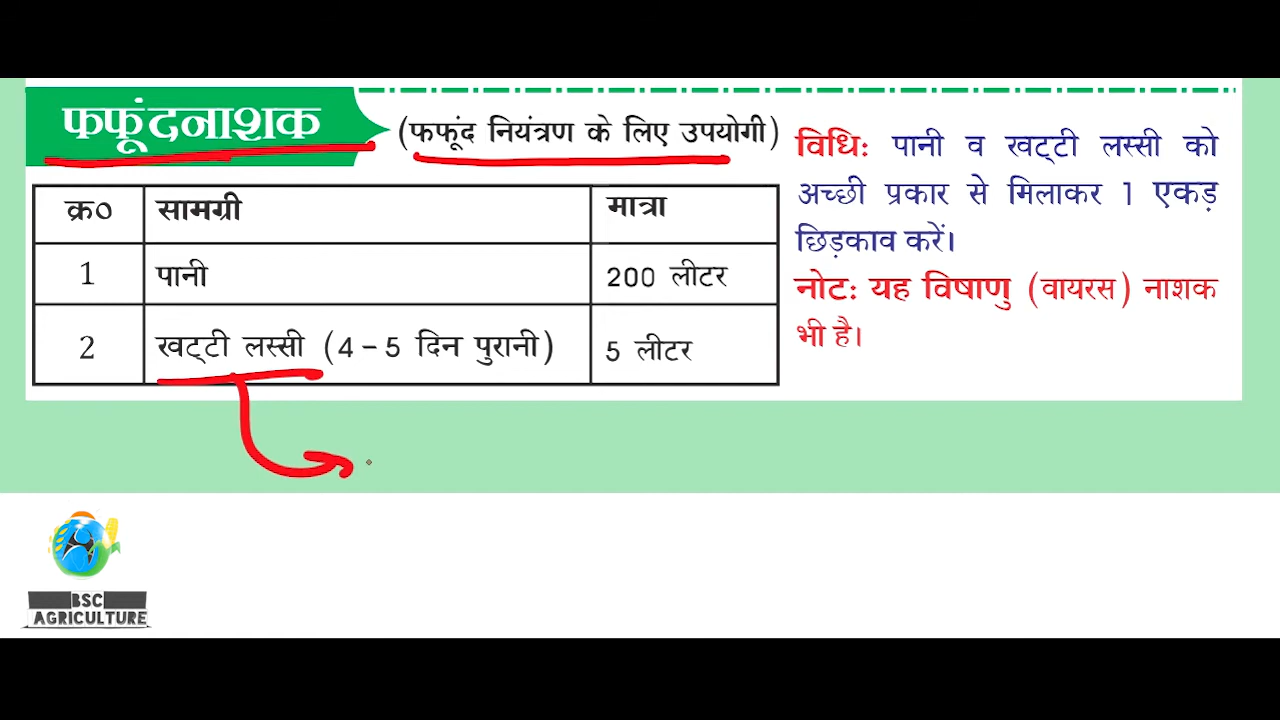 फफूंदनाशक (फफूंद नियंत्रण के लिए उपयोगी)
क्र० सामग्री मात्रा
1 पानी 200 लीटर
2 खट्टी लस्सी (4 – 5 दिन पुरानी) 5 लीटर
विधि: पानी व खट्टी लस्सी को
अच्छी प्रकार से मिलाकर 1 एकड़
छिड़काव करें।
नोट: यह विषाणु (वायरस) नाशक
भी है।
BSC
AGRICULTURE